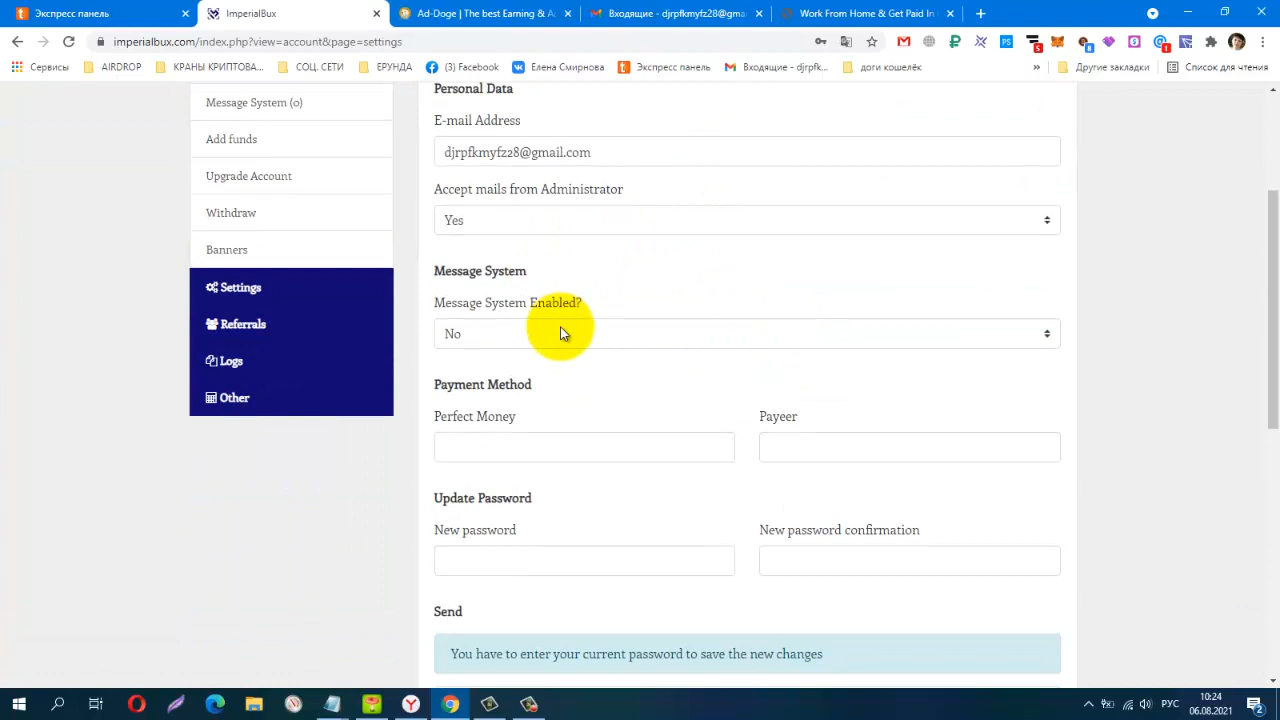 Экспресс панель
ImperialBux
Ad-Doge | The best Earning & A
Входящие - djrpfkmyfz28@gma
Work From Home & Get Paid In
imperialbux.com/index.php?view=account&page=settings
Сервисы
AIRDROP
КРАНЫ КРИПТОВА...
СОЦ. СЕТИ
ЕРУНДА
(3) Facebook
Елена Смирнова
Экспресс панель
Входящие - djrpfk...
доги кошелёк
»
Другие закладки
Список для чтения
Message System (0)
Add funds
Upgrade Account
Withdraw
Banners
Settings
Referrals
Logs
Other
Personal Data
E-mail Address
djrpfkmyfz28@gmail.com
Accept mails from Administrator
Yes
Message System
Message System Enabled?
No
Payment Method
Perfect Money
Payeer
Update Password
New password
New password confirmation
Send
You have to enter your current password to save the new changes
РУС
10:24
06.08.2021
2